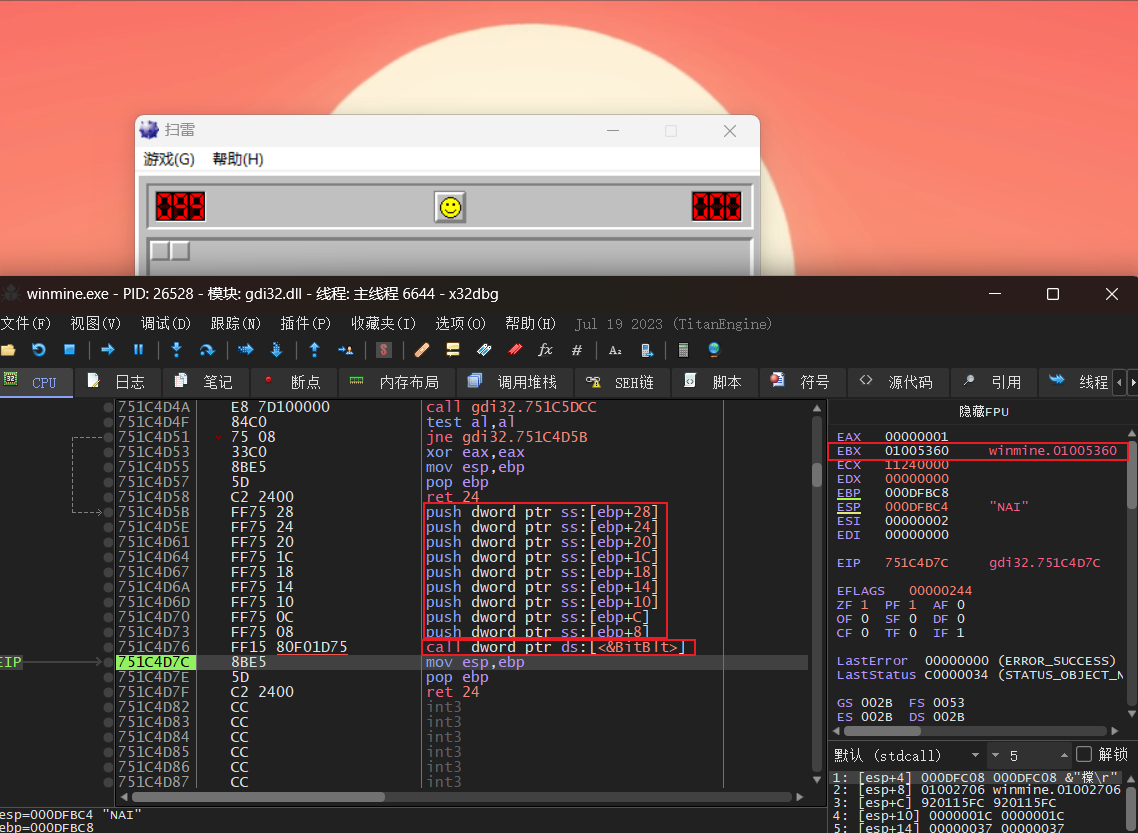 扫雷
游戏(G) 帮助(H)
099 000
winmine.exe - PID: 26528 - 模块: gdi32.dll - 线程: 主线程 6644 - x32dbg
文件(F) 视图(V) 调试(D) 跟踪(N) 插件(P) 收藏夹(I) 选项(O) 帮助(H) Jul 19 2023 (TitanEngine)
CPU 日志 笔记 断点 内存布局 调用堆栈 SEH链 脚本 符号 源代码 引用 线程
751C4D4A E8 7D100000 call gdi32.751C5DCC
751C4D4F 84C0 test al,al
751C4D51 75 08 jne gdi32.751C4D5B
751C4D53 33C0 xor eax,eax
751C4D55 8BE5 mov esp,ebp
751C4D57 5D pop ebp
751C4D58 C2 2400 ret 24
751C4D5B FF75 28 push dword ptr ss:[ebp+28]
751C4D5E FF75 24 push dword ptr ss:[ebp+24]
751C4D61 FF75 20 push dword ptr ss:[ebp+20]
751C4D64 FF75 1C push dword ptr ss:[ebp+1C]
751C4D67 FF75 18 push dword ptr ss:[ebp+18]
751C4D6A FF75 14 push dword ptr ss:[ebp+14]
751C4D6D FF75 10 push dword ptr ss:[ebp+10]
751C4D70 FF75 0C push dword ptr ss:[ebp+C]
751C4D73 FF75 08 push dword ptr ss:[ebp+8]
751C4D76 FF15 80F01D75 call dword ptr ds:[<&BitBlt>]
EIP 751C4D7C 8BE5 mov esp,ebp
751C4D7E 5D pop ebp
751C4D7F C2 2400 ret 24
751C4D82 CC int3
751C4D83 CC int3
751C4D84 CC int3
751C4D85 CC int3
751C4D86 CC int3
751C4D87 CC int3
esp=000DFBC4 "NAI"
ebp=000DFBC8
隐藏FPU
EAX 00000001
EBX 01005360 winmine.01005360
ECX 11240000
EDX 00000000
EBP 000DFBC8
ESP 000DFBC4 "NAI"
ESI 00000002
EDI 00000000
EIP 751C4D7C gdi32.751C4D7C
EFLAGS 00000244
ZF 1 PF 1 AF 0
OF 0 SF 0 DF 0
CF 0 TF 0 IF 1
LastError 00000000 (ERROR_SUCCESS)
LastStatus C0000034 (STATUS_OBJECT_N
GS 002B FS 0053
ES 002B DS 002B
默认 (stdcall) 5 解锁
1: [esp+4] 000DFC08 000DFC08 &"檏\r"
2: [esp+8] 01002706 winmine.01002706
3: [esp+C] 920115FC 920115FC
4: [esp+10] 0000001C 0000001C
5: [esp+14] 00000037 00000037